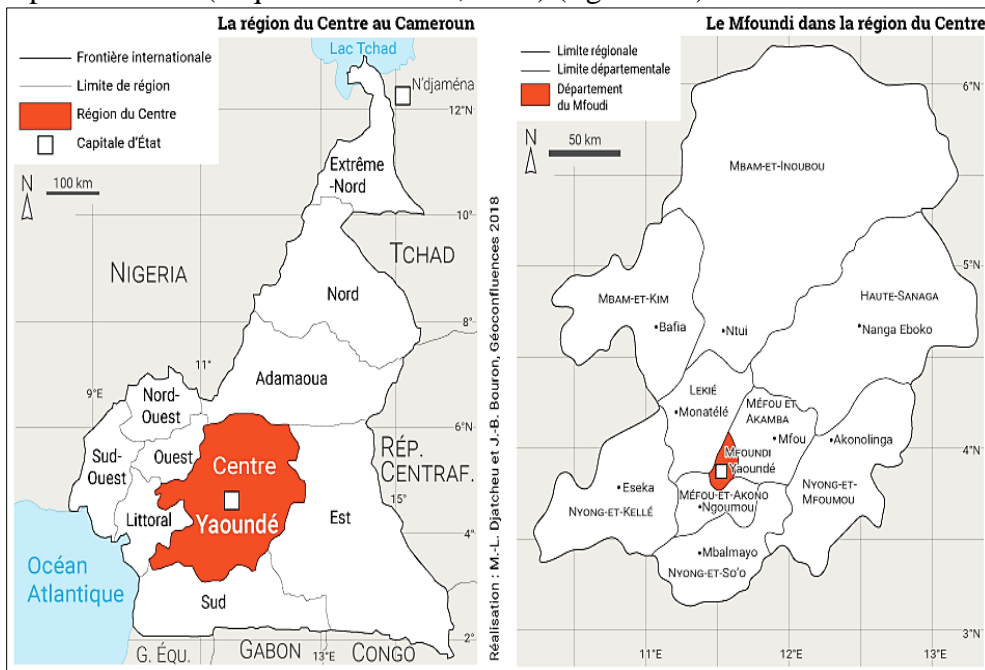 La région du Centre au Cameroun
Frontière internationale
Limite de région
Région du Centre
Capitale d'État
N
100 km
Lac Tchad
N'djaména
12°N
Extrême
-Nord
10°
TCHAD
NIGERIA
Nord
8°
11°
Adamaoua
9°E
Nord-
Ouest
6°N
Sud-
Ouest
Ouest
Centre
RÉP.
CENTRAF.
15°
Yaoundé
Littoral
Est
4°
Océan
Atlantique
Sud
2°
G. ÉQU.
GABON
13°E
CONGO
Réalisation : M.-L. Djatcheu et J.-B. Bouron, Géoconfluences 2018
Le Mfoundi dans la région du Centre
Limite régionale
Limite départementale
Département
du Mfoudi
N
50 km
6°N
MBAM-ET-INOUBOU
5°N
MBAM-ET-KIM
HAUTE-SANAGA
Bafia
Ntui
Nanga Eboko
LEKIÉ
Monatélé
MÉFOU ET
AKAMBA
Mfou
Akonolinga
4°N
MFOUNDI
Yaoundé
Eseka
NYONG-ET-KELLÉ
MÉFOU-ET-AKONO
Ngoumou
NYONG-ET-
MFOUMOU
Mbalmayo
NYONG-ET-SO'O
3°N
11°E
12°E
13°E